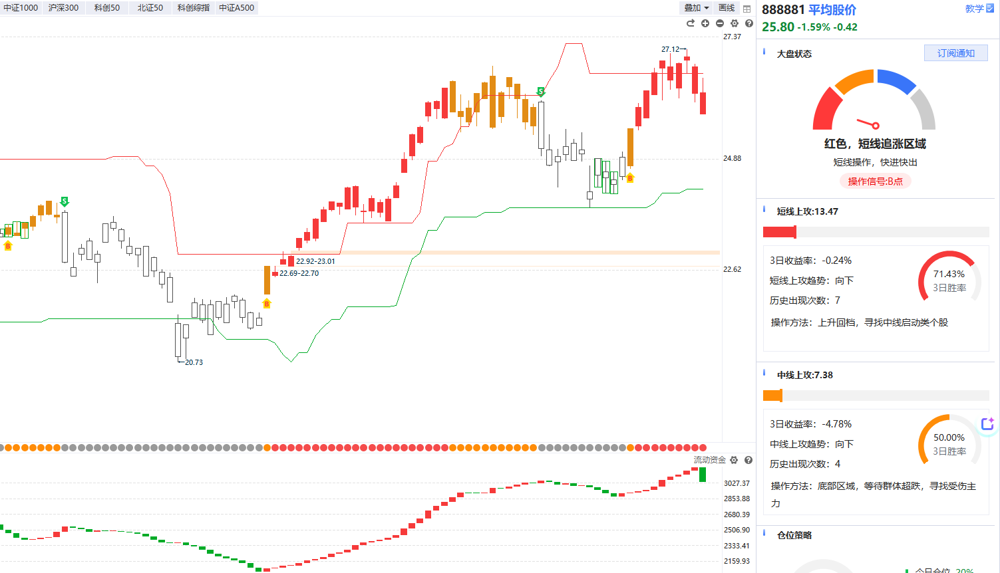 中证1000 沪深300 科创50 北证50 科创综指 中证A500 叠加 画线
888881 平均股价 教学
25.80 -1.59% -0.42
27.37
24.88
22.62
27.12
S
S
B
B
B
22.92-23.01
22.69-22.70
20.73
流动资金
3027.37
2853.88
2680.39
2506.90
2333.41
2159.93
大盘状态 订阅通知
红色，短线追涨区域
短线操作，快进快出
操作信号:B点
短线上攻:13.47
3日收益率：-0.24%
短线上攻趋势：向下
历史出现次数：7
71.43%
3日胜率
操作方法：上升回档，寻找中线启动类个股
中线上攻:7.38
3日收益率：-4.78%
中线上攻趋势：向下
历史出现次数：4
50.00%
3日胜率
操作方法：底部区域，等待群体超跌，寻找受伤主
力
仓位策略
今日仓位 20%